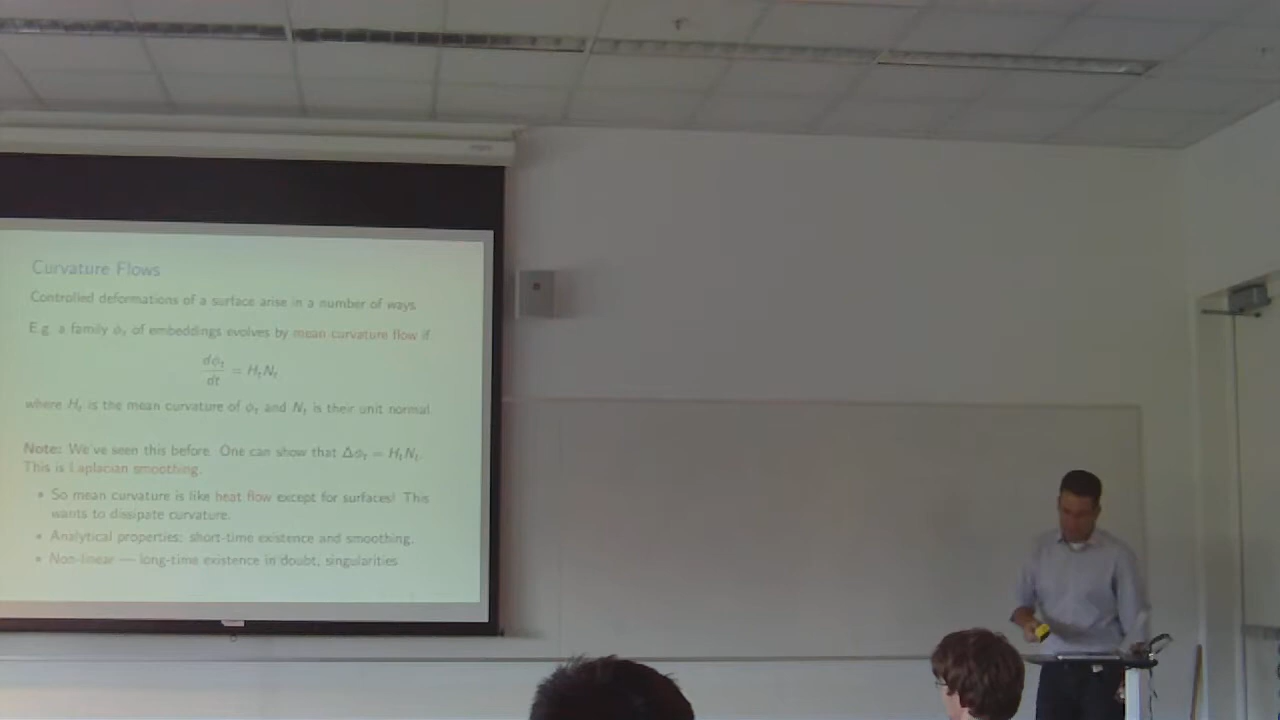 Curvature Flows
Controlled deformations of a surface arise in a number of ways.
E.g. a family ϕₜ of embeddings evolves by mean curvature flow if
dϕₜ/dt = HₜNₜ
where Hₜ is the mean curvature of ϕₜ and Nₜ is their unit normal.
Note: We've seen this before. One can show that Δϕₜ = HₜNₜ.
This is Laplacian smoothing.
• So mean curvature is like heat flow except for surfaces! This
wants to dissipate curvature.
• Analytical properties: short-time existence and smoothing.
• Non-linear — long-time existence in doubt, singularities